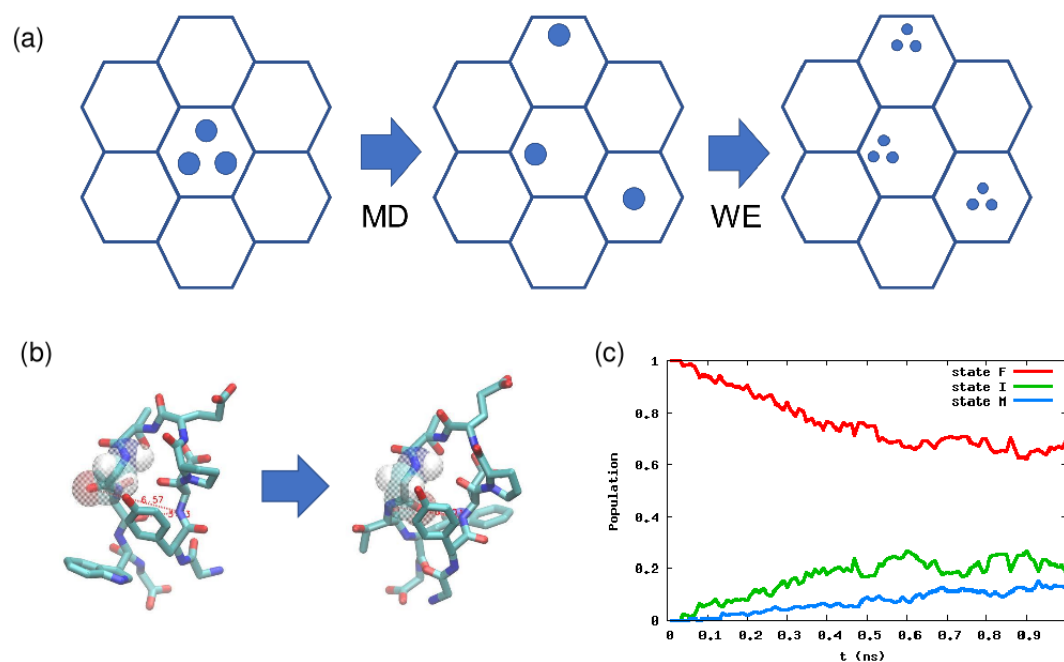 (a)
MD
WE
(b)
6.57
(c)
state F
state I
state M
Population
1
0.8
0.6
0.4
0.2
0
0 0.1 0.2 0.3 0.4 0.5 0.6 0.7 0.8 0.9
t (ns)